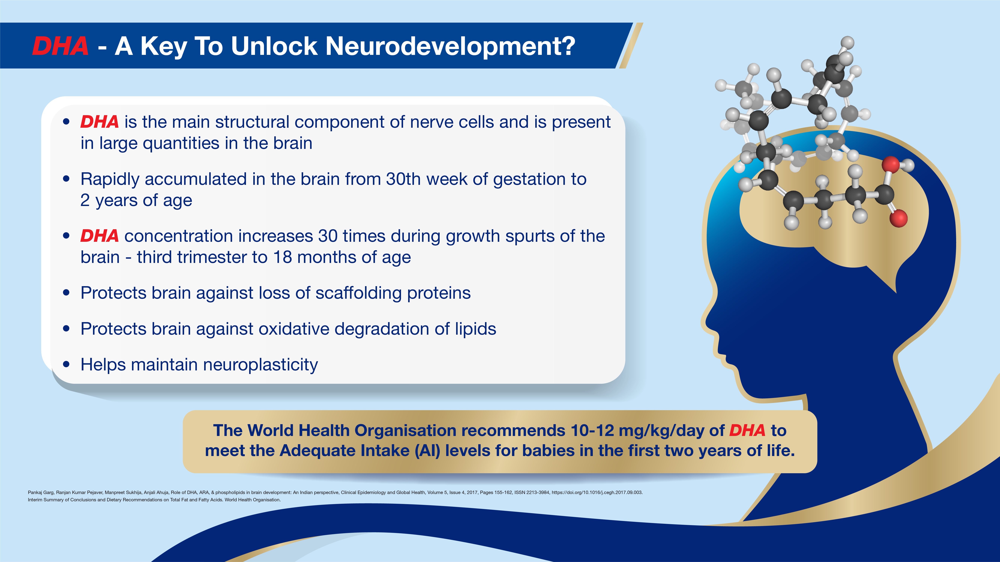 DHA - A Key To Unlock Neurodevelopment?
• DHA is the main structural component of nerve cells and is present
in large quantities in the brain
• Rapidly accumulated in the brain from 30th week of gestation to
2 years of age
• DHA concentration increases 30 times during growth spurts of the
brain - third trimester to 18 months of age
• Protects brain against loss of scaffolding proteins
• Protects brain against oxidative degradation of lipids
• Helps maintain neuroplasticity
The World Health Organisation recommends 10-12 mg/kg/day of DHA to
meet the Adequate Intake (AI) levels for babies in the first two years of life.
Pankaj Garg, Ranjan Kumar Pejaver, Manpreet Sukhija, Anjali Ahuja, Role of DHA, ARA, & phospholipids in brain development: An Indian perspective, Clinical Epidemiology and Global Health, Volume 5, Issue 4, 2017, Pages 155-162, ISSN 2213-3984, https://doi.org/10.1016/j.cegh.2017.09.003.
Interim Summary of Conclusions and Dietary Recommendations on Total Fat and Fatty Acids. World Health Organisation.